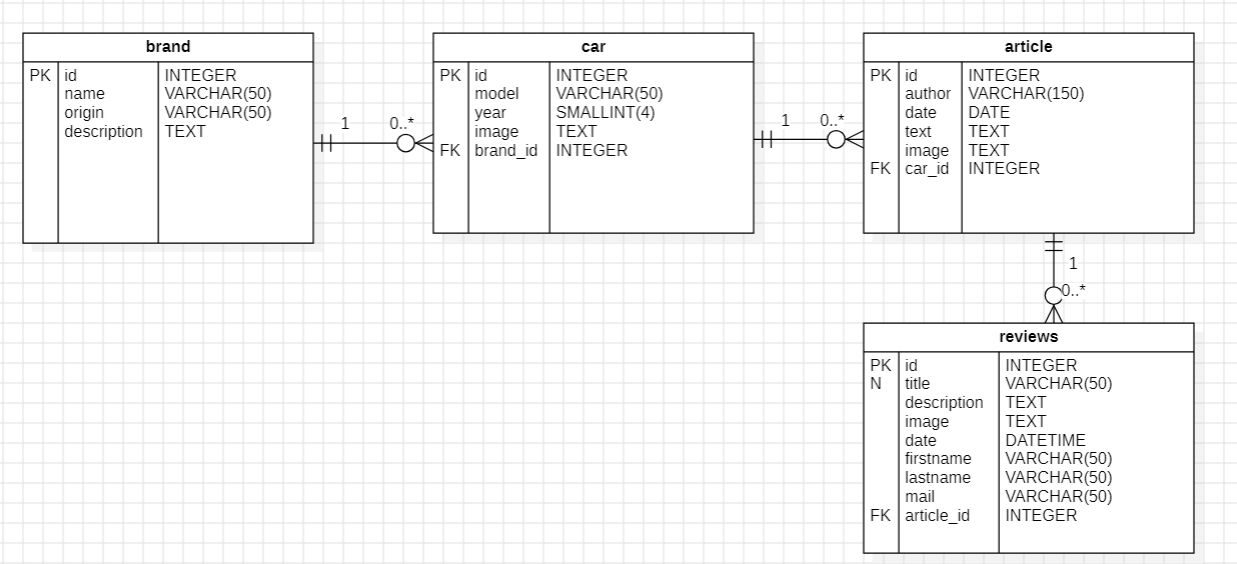 brand
PK id INTEGER
name VARCHAR(50)
origin VARCHAR(50)
description TEXT
1 0..*
car
PK id INTEGER
model VARCHAR(50)
year SMALLINT(4)
image TEXT
FK brand_id INTEGER
1 0..*
article
PK id INTEGER
author VARCHAR(150)
date DATE
text TEXT
image TEXT
FK car_id INTEGER
1
0..*
reviews
PK id INTEGER
N title VARCHAR(50)
description TEXT
image TEXT
date DATETIME
firstname VARCHAR(50)
lastname VARCHAR(50)
mail VARCHAR(50)
FK article_id INTEGER